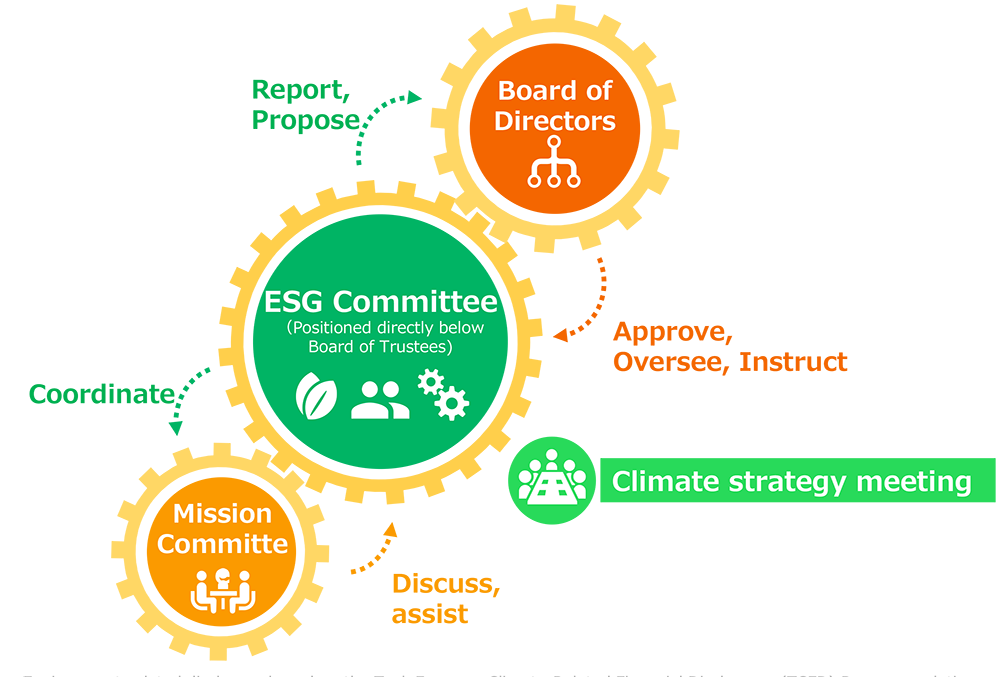 Report,
Propose
Board of
Directors
ESG Committee
(Positioned directly below
Board of Trustees)
Approve,
Oversee, Instruct
Coordinate
Climate strategy meeting
Mission
Committe
Discuss,
assist